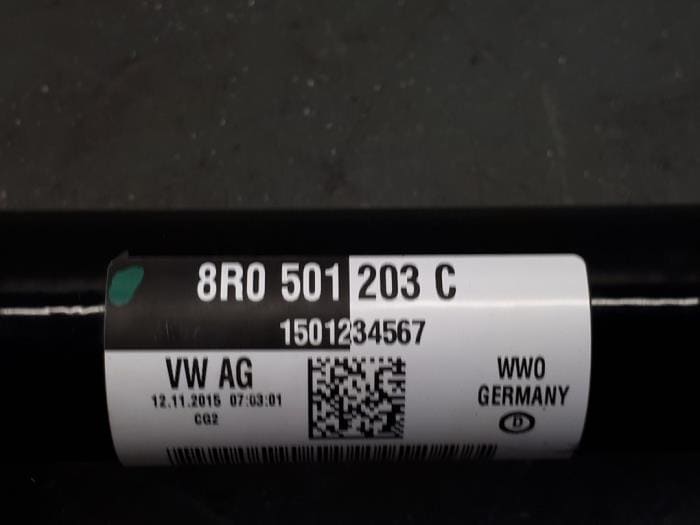 8R0 501 203 C
1501234567
VW AG
12.11.2015 07:03:01
CG2
WWO
GERMANY
D